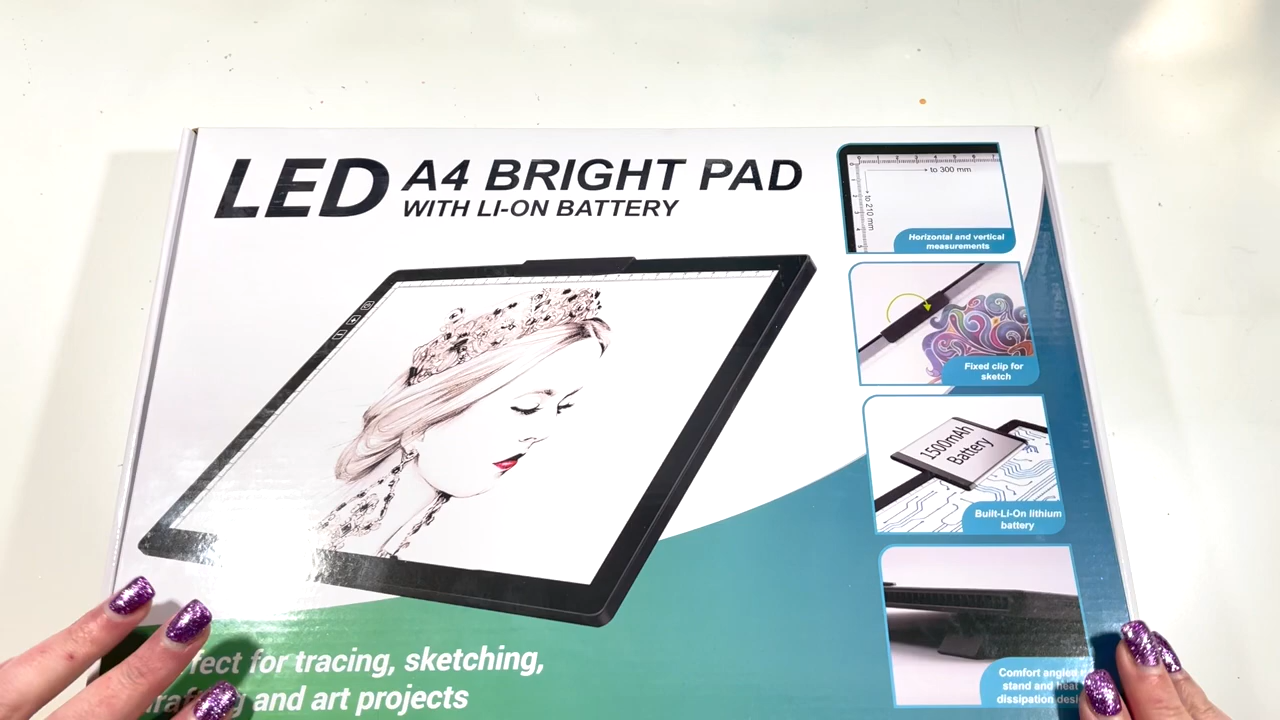 LED A4 BRIGHT PAD
WITH LI-ON BATTERY
to 300 mm
to 210 mm
Horizontal and vertical
measurements
Fixed clip for
sketch
1500mAh
Battery
Built-Li-On lithium
battery
Comfort angled
stand and heat
dissipation desi
fect for tracing, sketching,
and art projects